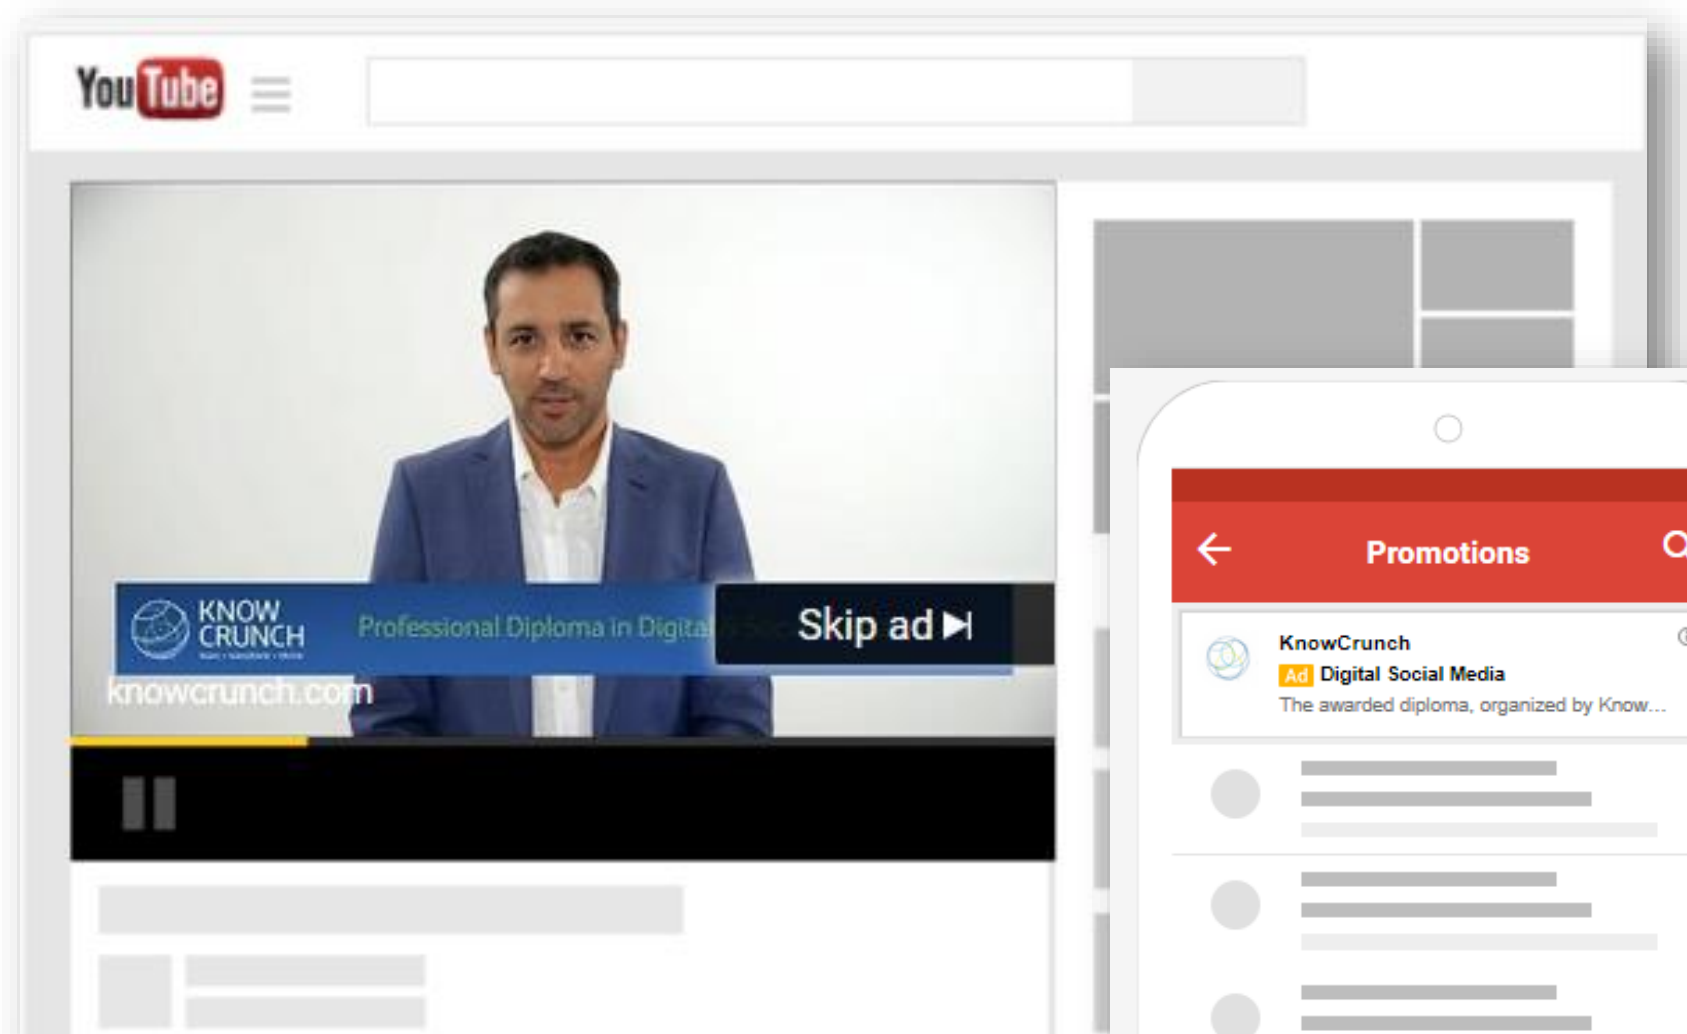 YouTube
KNOW
CRUNCH
Professional Diploma in Digital
Skip ad
knowcrunch.com
Promotions
KnowCrunch
Ad Digital Social Media
The awarded diploma, organized by Know...